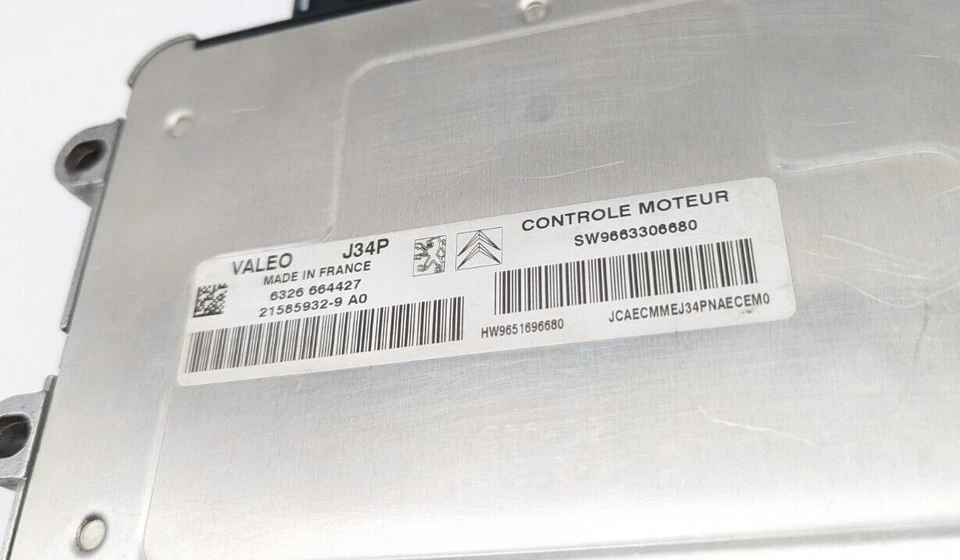 VALEO J34P
MADE IN FRANCE
6326 664427
21585932-9 A0
CONTROLE MOTEUR
SW9663306680
HW9651696680 JCAECMMEJ34PNAECEM0